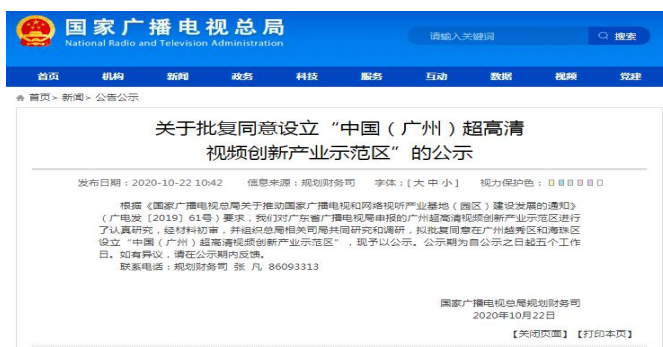 国家广播电视总局
National Radio and Television Administration
请输入关键词
搜索
首页 机构 新闻 政务 科技 服务 互动 数据 视频 党建
首页> 新闻> 公告公示
关于批复同意设立“中国（广州）超高清
视频创新产业示范区”的公示
发布日期：2020-10-22 10:42 信息来源：规划财务司 字体：[大 中 小] 视力保护色：
根据《国家广播电视总局关于推动国家广播电视和网络视听产业基地（园区）建设发展的通知》
（广电发〔2019〕61号）要求，我们对广东省广播电视局申报的广州超高清视频创新产业示范区进行
了认真研究，经材料初审，并组织总局相关司局共同研究和调研，拟批复同意在广州越秀区和海珠区
设立“中国（广州）超高清视频创新产业示范区”，现予以公示。公示期为自公示之日起五个工作
日。如有异议，请在公示期内反馈。
联系电话：规划财务司 张 凡 86093313
国家广播电视总局规划财务司
2020年10月22日
【关闭页面】【打印本页】